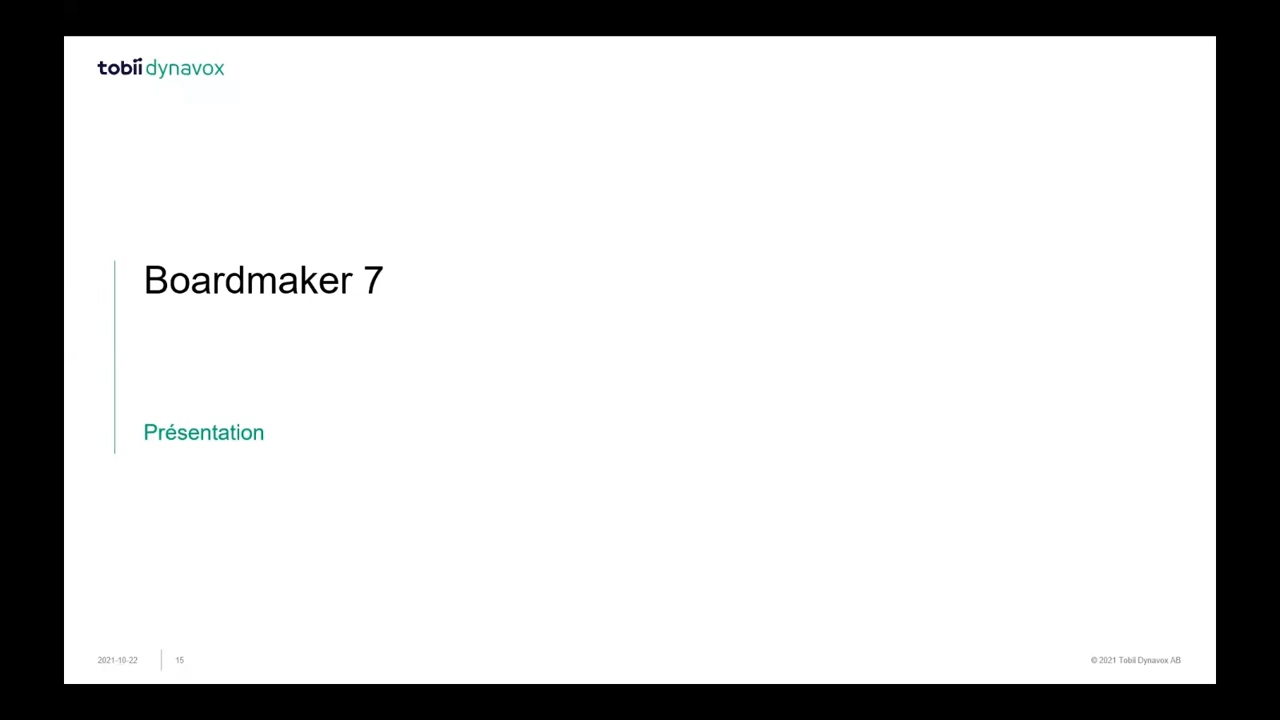 tobii dynavox
Boardmaker 7
Présentation
2021-10-22
15
© 2021 Tobii Dynavox AB